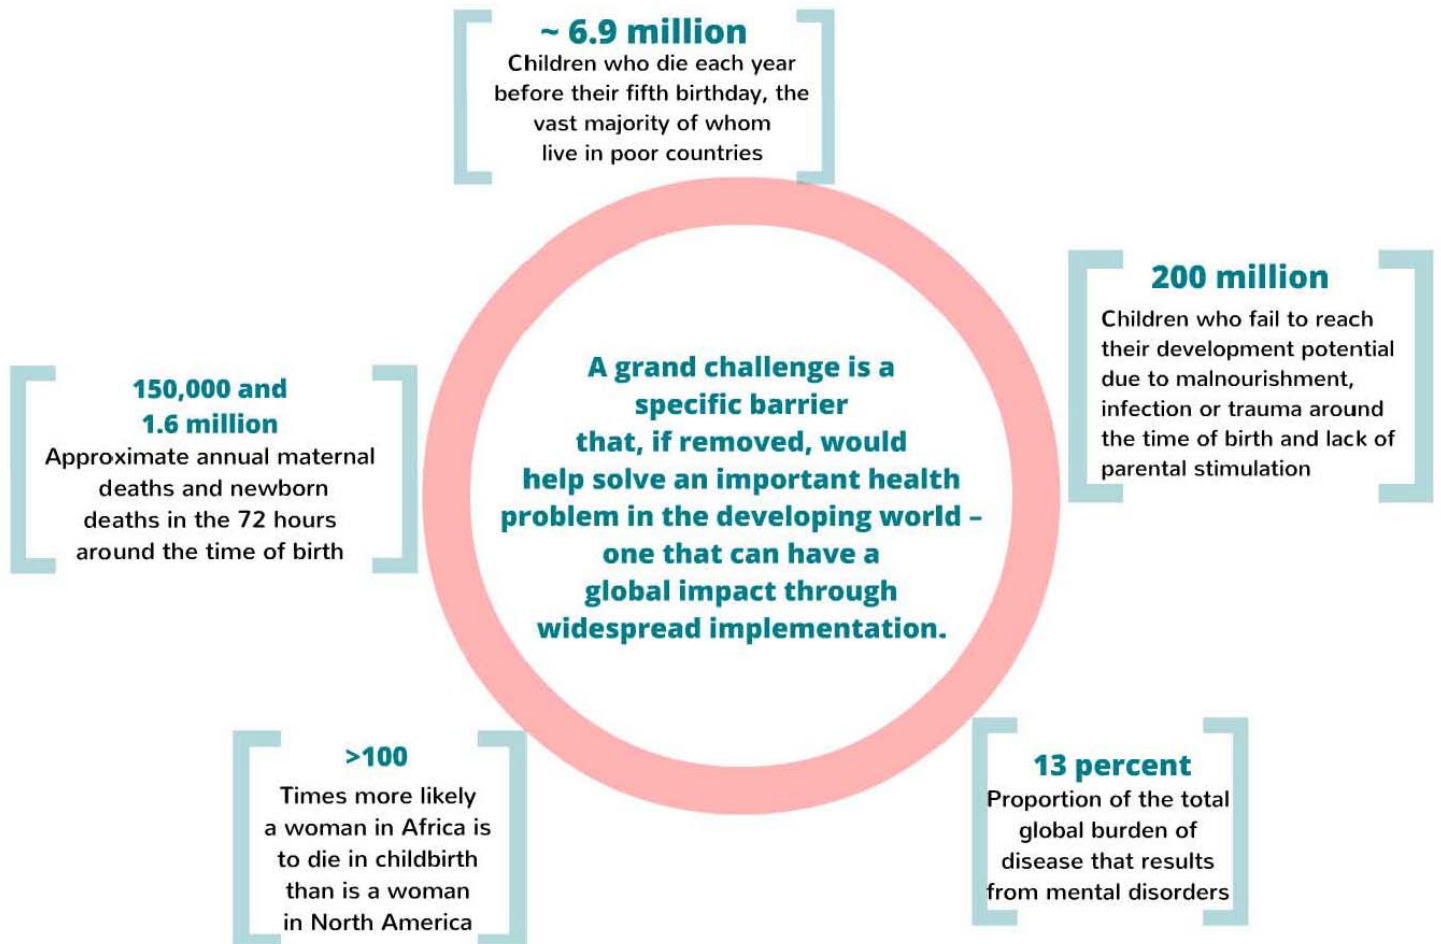 ~ 6.9 million
Children who die each year
before their fifth birthday, the
vast majority of whom
live in poor countries
200 million
Children who fail to reach
their development potential
due to malnourishment,
infection or trauma around
the time of birth and lack of
parental stimulation
150,000 and
1.6 million
Approximate annual maternal
deaths and newborn
deaths in the 72 hours
around the time of birth
A grand challenge is a
specific barrier
that, if removed, would
help solve an important health
problem in the developing world –
one that can have a
global impact through
widespread implementation.
>100
Times more likely
a woman in Africa is
to die in childbirth
than is a woman
in North America
13 percent
Proportion of the total
global burden of
disease that results
from mental disorders